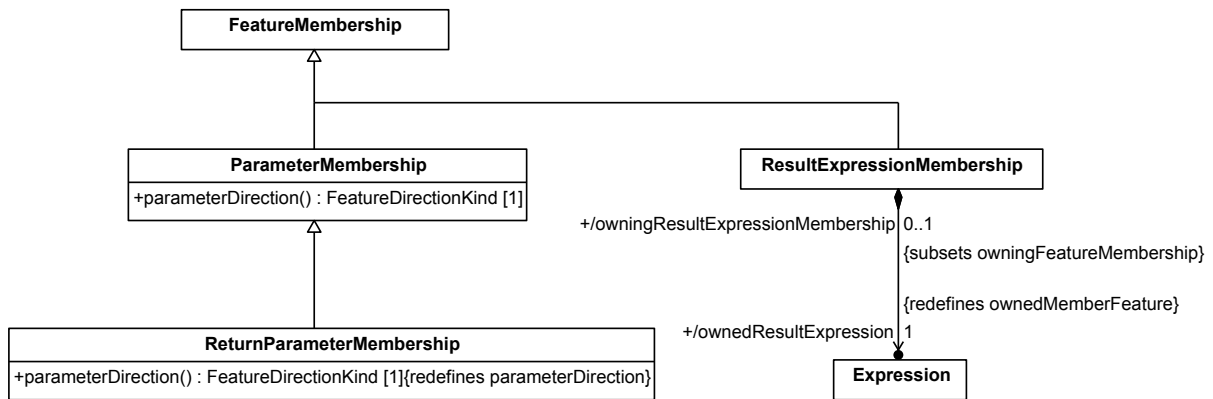 FeatureMembership
ParameterMembership
+parameterDirection() : FeatureDirectionKind [1]
ResultExpressionMembership
+/owningResultExpressionMembership 0..1
{subsets owningFeatureMembership}
{redefines ownedMemberFeature}
+/ownedResultExpression 1
ReturnParameterMembership
+parameterDirection() : FeatureDirectionKind [1]{redefines parameterDirection}
Expression